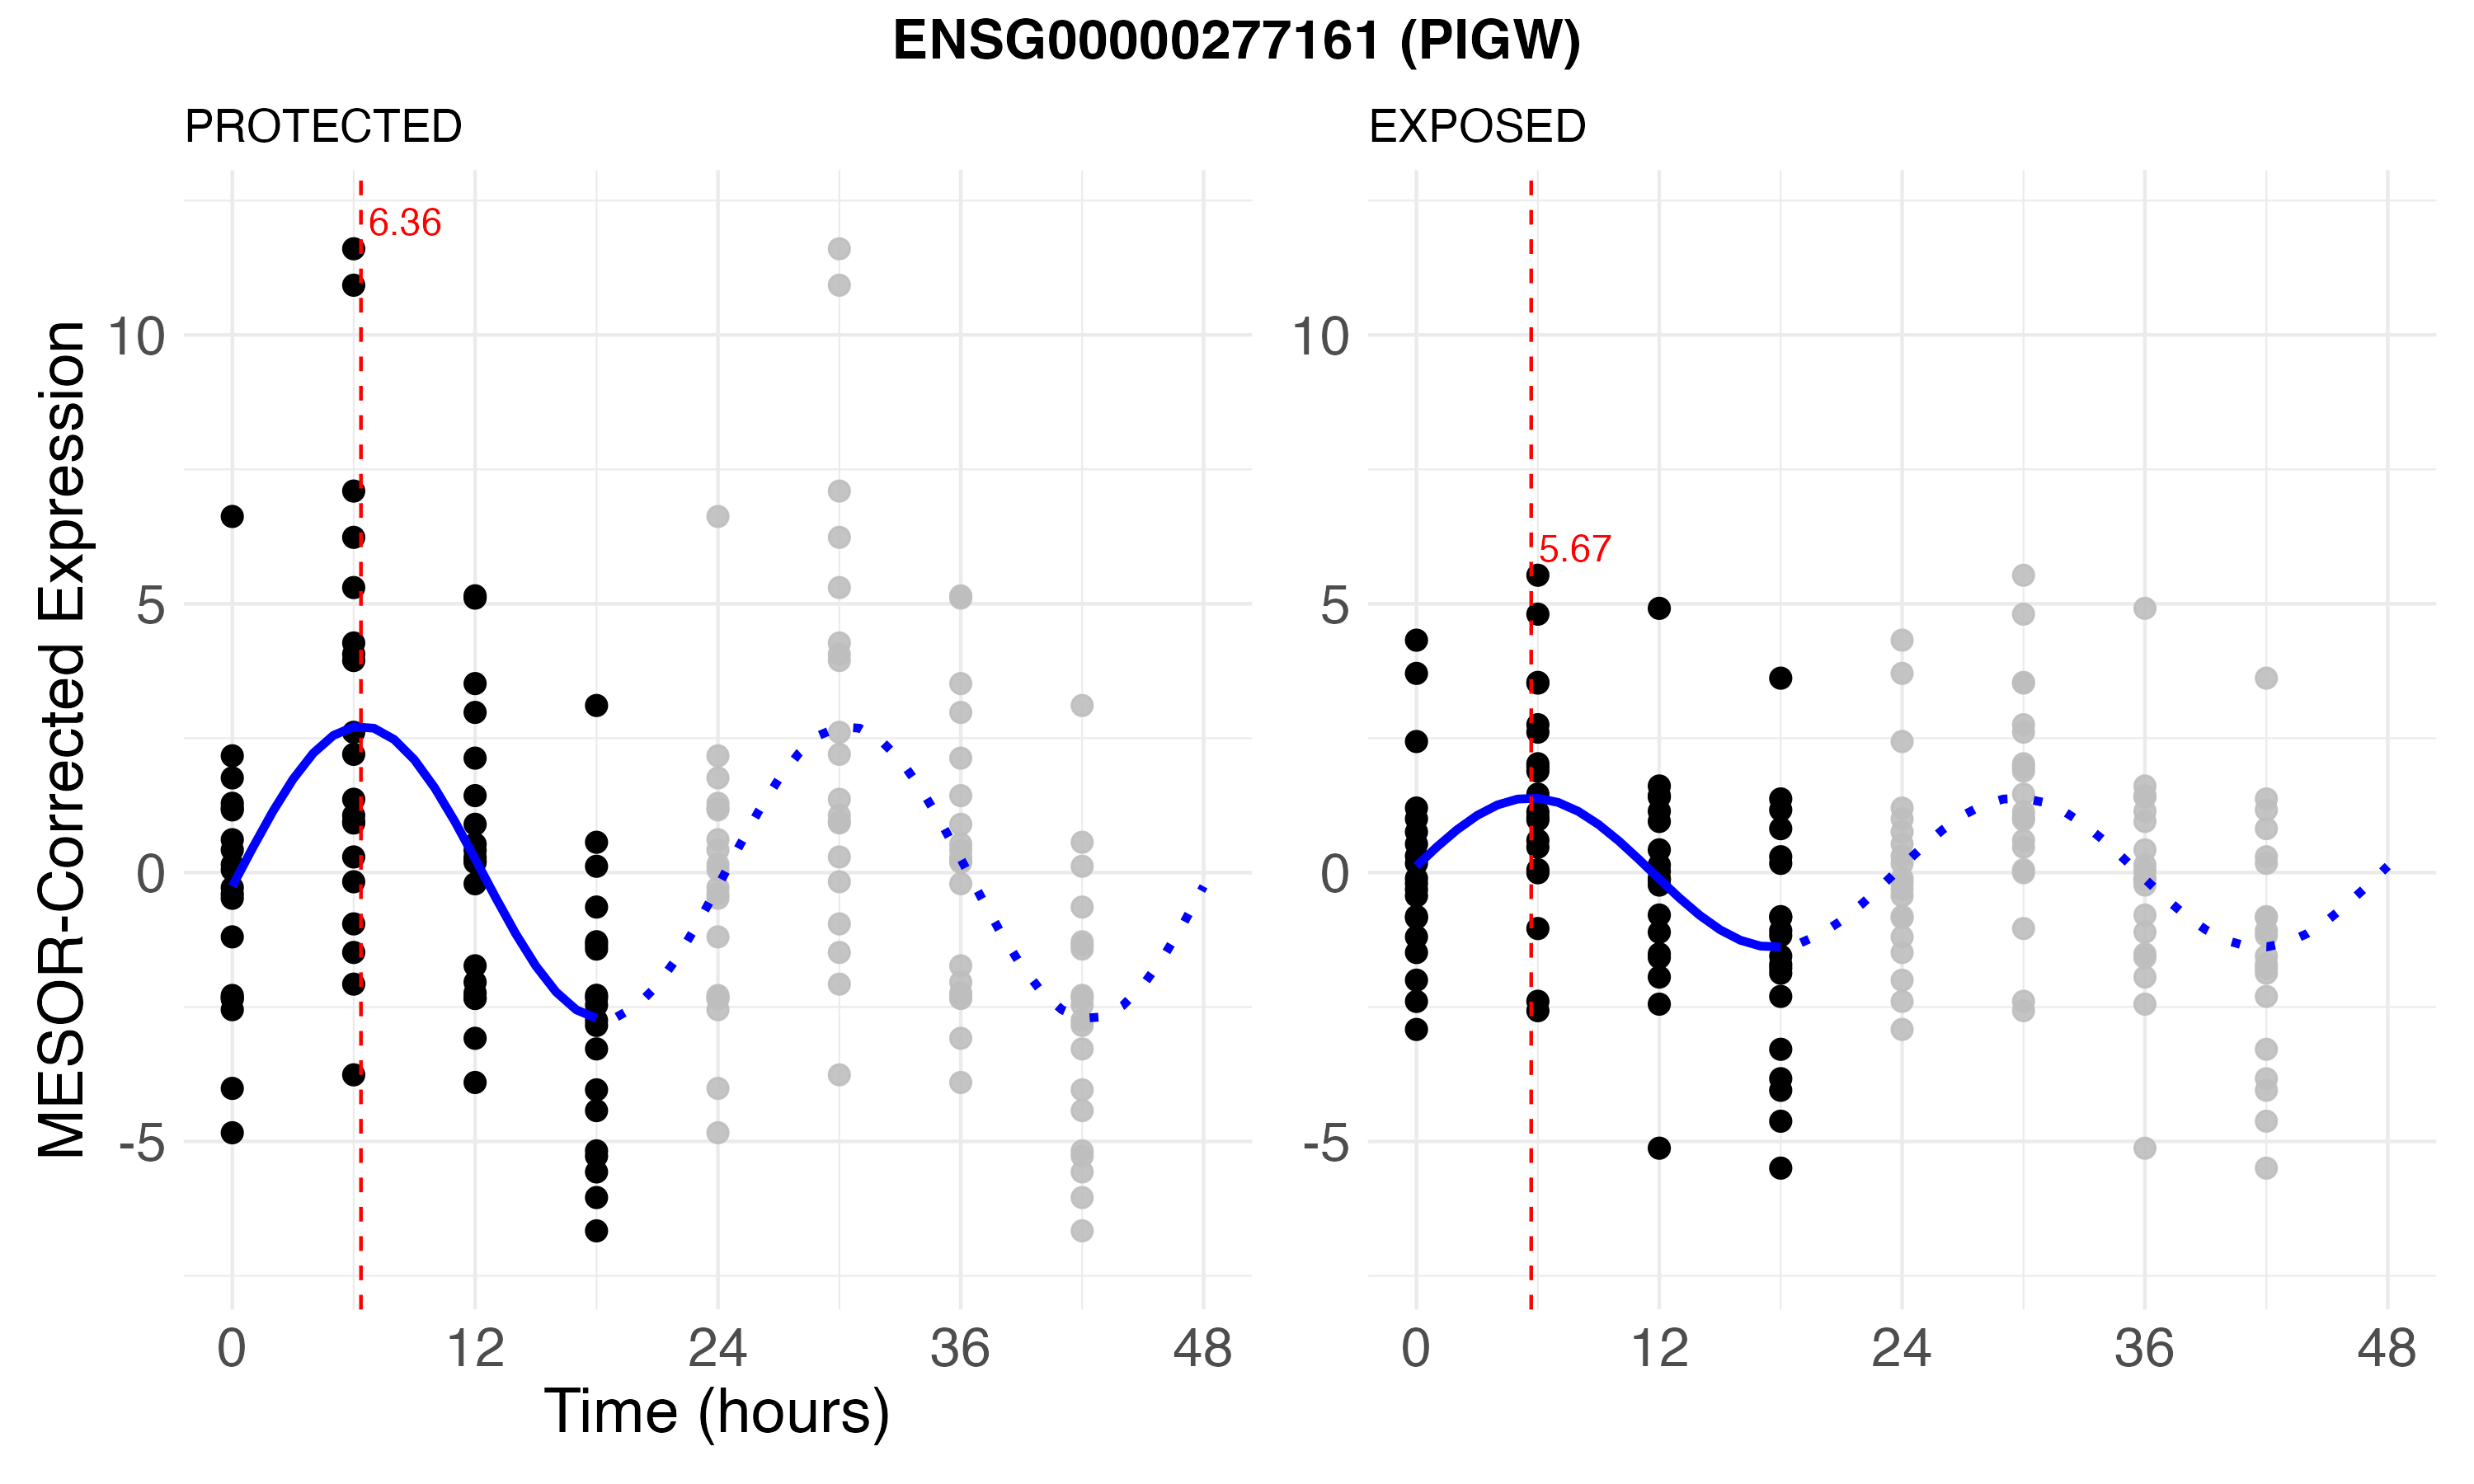 ENSG00000277161 (PIGW)
PROTECTED
EXPOSED
MESOR-Corrected Expression
10
5
0
-5
6.36
0 12 24 36 48
Time (hours)
10
5
0
-5
5.67
0 12 24 36 48